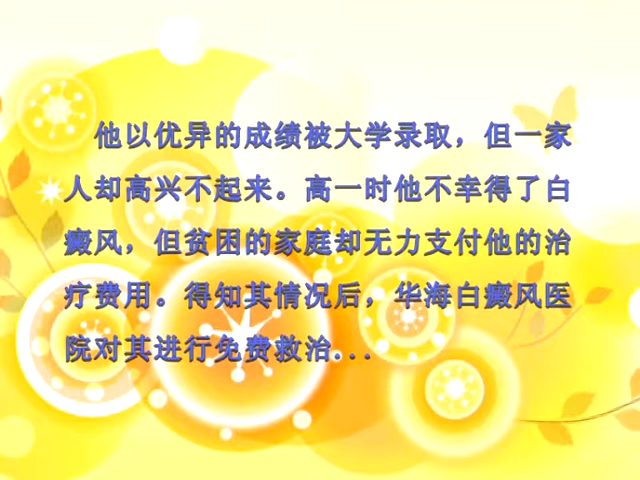 他以优异的成绩被大学录取，但一家
人却高兴不起来。高一时他不幸得了白
癜风，但贫困的家庭却无力支付他的治
疗费用。得知其情况后，华海白癜风医
院对其进行免费救治...